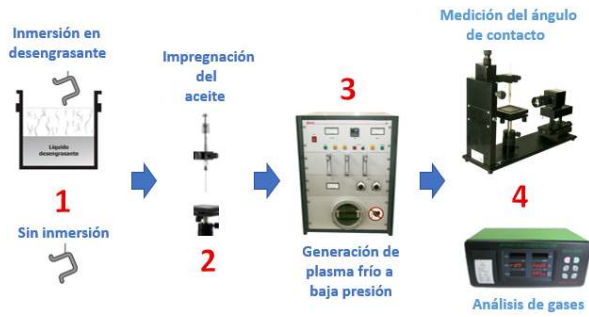 Inmersión en
desengrasante
Líquido
desengrasante
1
Sin inmersión
Impregnación
del
aceite
2
3
Generación de
plasma frío a
baja presión
Medición del ángulo
de contacto
4
Análisis de gases